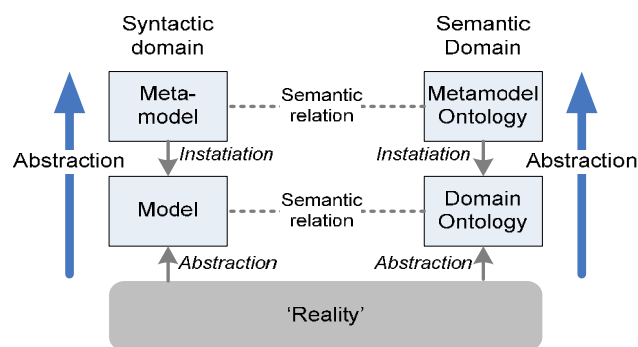 Syntactic
domain
Semantic
Domain
Meta-
model
Semantic
relation
Metamodel
Ontology
Abstraction
Instatiation
Instatiation
Abstraction
Model
Semantic
relation
Domain
Ontology
Abstraction
Abstraction
‘Reality’